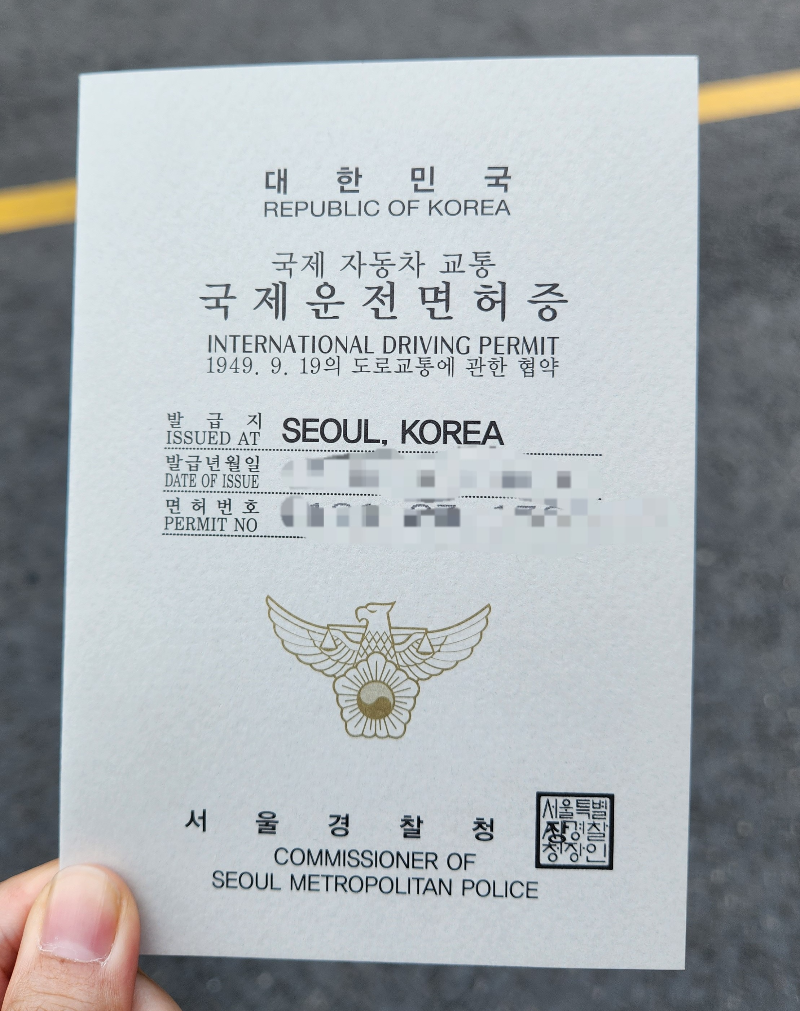 대 한 민 국
REPUBLIC OF KOREA
국제 자동차 교통
국제운전면허증
INTERNATIONAL DRIVING PERMIT
1949. 9. 19의 도로교통에 관한 협약
발 급 지
ISSUED AT SEOUL, KOREA
발급년월일
DATE OF ISSUE
면허번호
PERMIT NO
서 울 경 찰 청
COMMISSIONER OF
SEOUL METROPOLITAN POLICE
서울특별
청장인